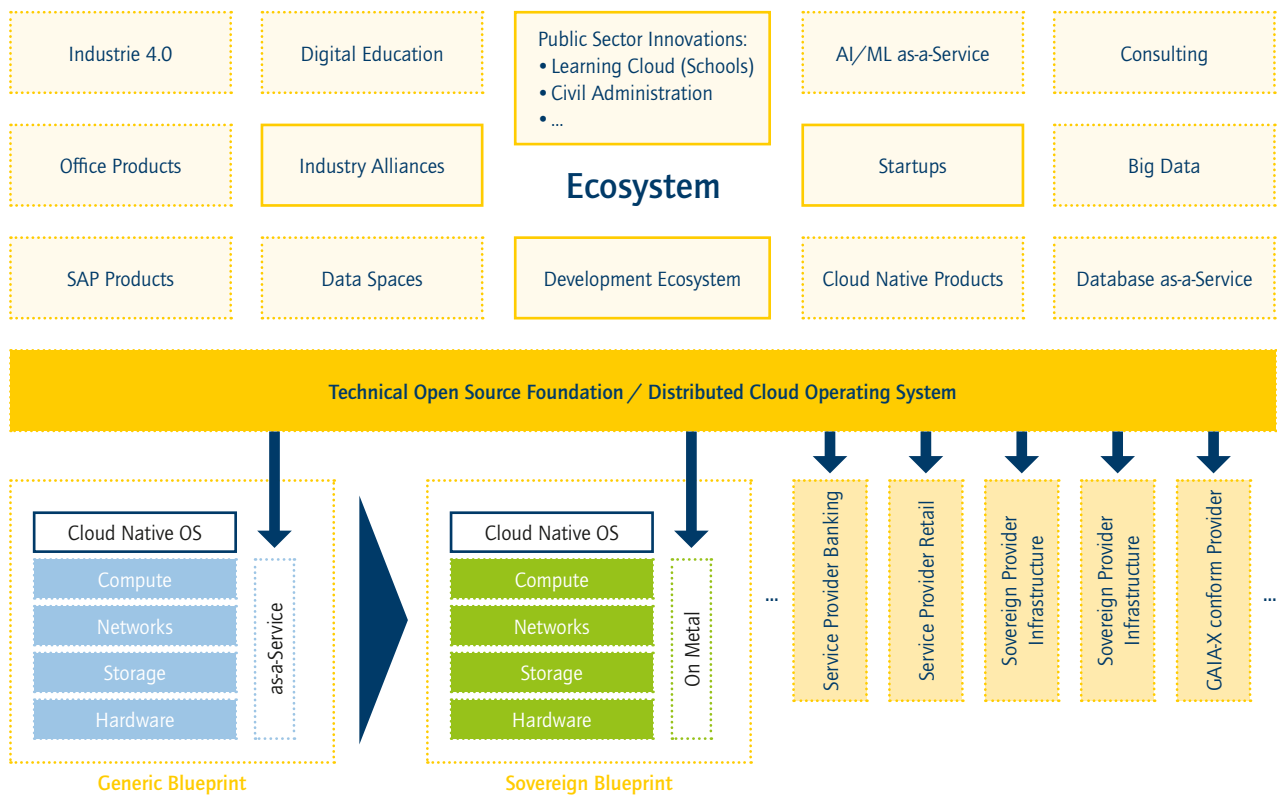 Industrie 4.0
Digital Education
Public Sector Innovations:
• Learning Cloud (Schools)
• Civil Administration
• ...
AI/ML as-a-Service
Consulting
Office Products
Industry Alliances
Ecosystem
Startups
Big Data
SAP Products
Data Spaces
Development Ecosystem
Cloud Native Products
Database as-a-Service
Technical Open Source Foundation / Distributed Cloud Operating System
Cloud Native OS
Compute
Networks
Storage
Hardware
as-a-Service
Generic Blueprint
Cloud Native OS
Compute
Networks
Storage
Hardware
On Metal
Sovereign Blueprint
...
Service Provider Banking
Service Provider Retail
Sovereign Provider
Infrastructure
Sovereign Provider
Infrastructure
GAIA-X conform Provider
...